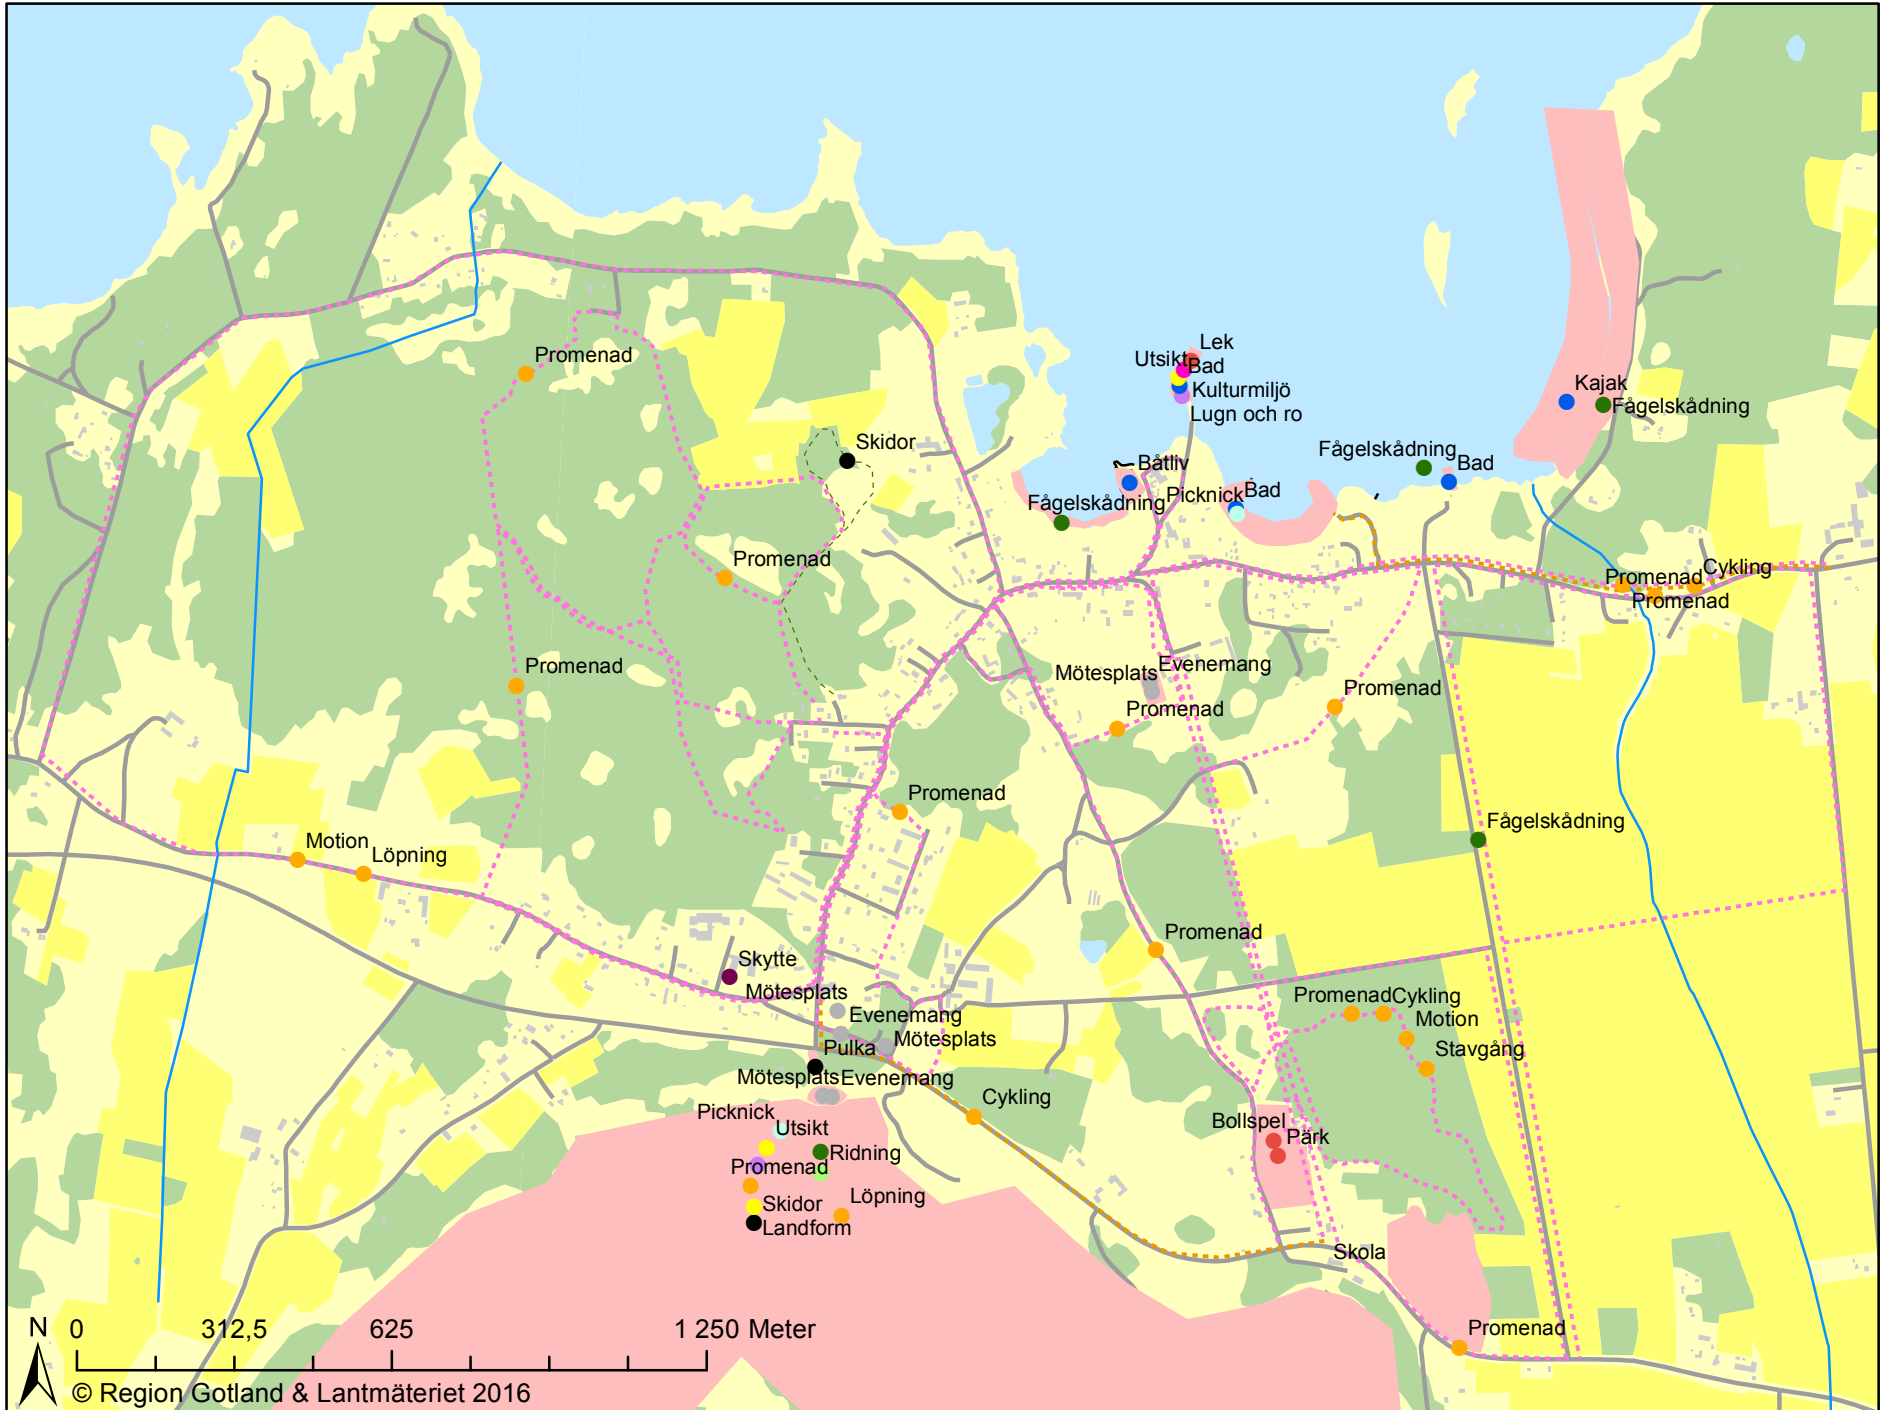 Lek
Promenad
Utsikt
Bad
Kajak
Kulturmiljö
Fågelskådning
Lugn och ro
Skidor
Fågelskådning
Båtliv
Bad
Picknick
Bad
Fågelskådning
Promenad
Cykling
Promenad
Promenad
Promenad
Evenemang
Mötesplats
Promenad
Promenad
Promenad
Fågelskådning
Motion
Löpning
Promenad
Skytte
Mötesplats
Promenad
Cykling
Evenemang
Motion
Mötesplats
Pulka
Stavgång
Mötesplats
Evenemang
Cykling
Picknick
Utsikt
Bollspel
Pärk
Ridning
Promenad
Löpning
Skidor
Landform
Skola
Promenad
N 0 312,5 625 1 250 Meter
© Region Gotland & Lantmäteriet 2016